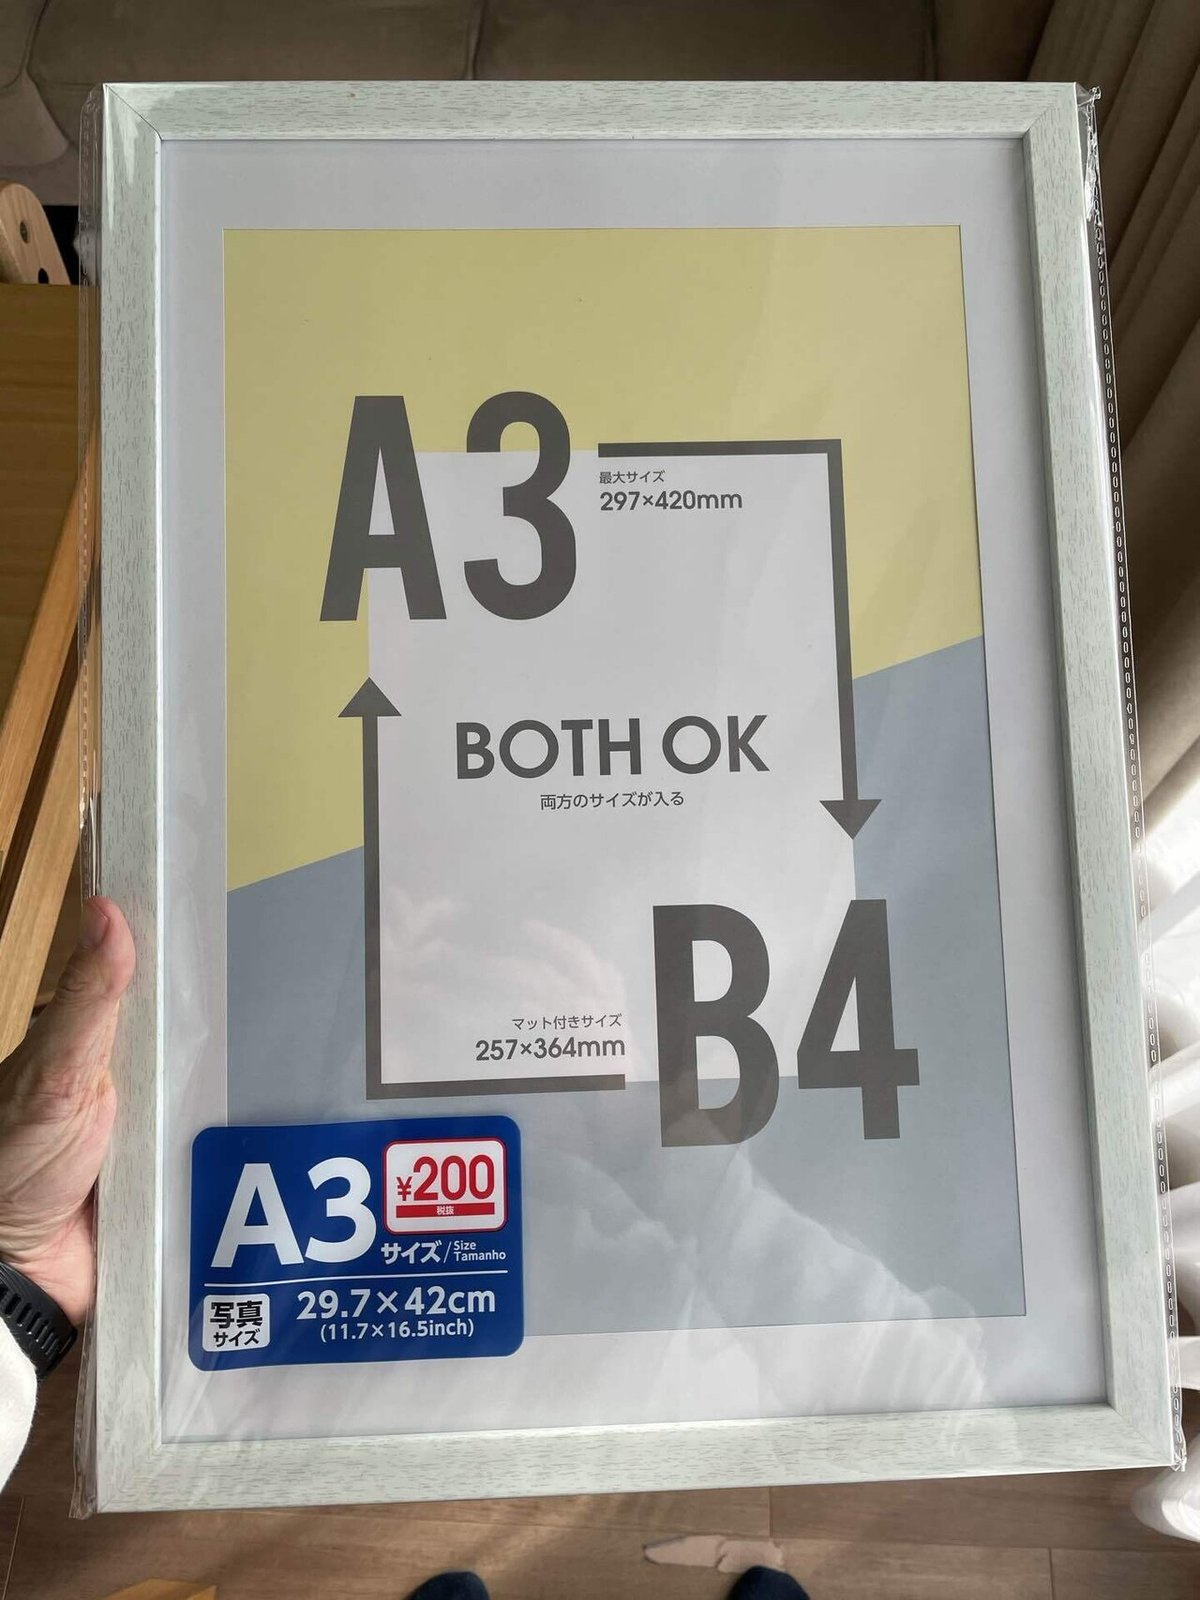 A3
最大サイズ
297×420mm
BOTH OK
両方のサイズが入る
マット付きサイズ
257×364mm
B4
A3
サイズ/Size Tamanho
¥200
税抜
写真
サイズ
29.7×42cm
(11.7×16.5inch)